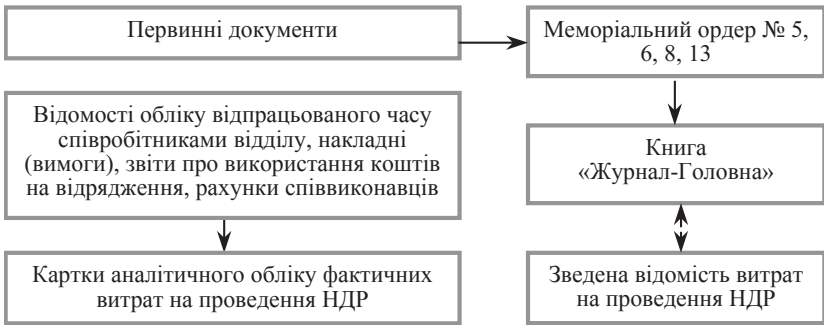 Первинні документи
Меморіальний ордер № 5,
6, 8, 13
Відомості обліку відпрацьованого часу
співробітниками відділу, накладні
(вимоги), звіти про використання коштів
на відрядження, рахунки співвиконавців
Книга
«Журнал-Головна»
Картки аналітичного обліку фактичних
витрат на проведення НДР
Зведена відомість витрат
на проведення НДР